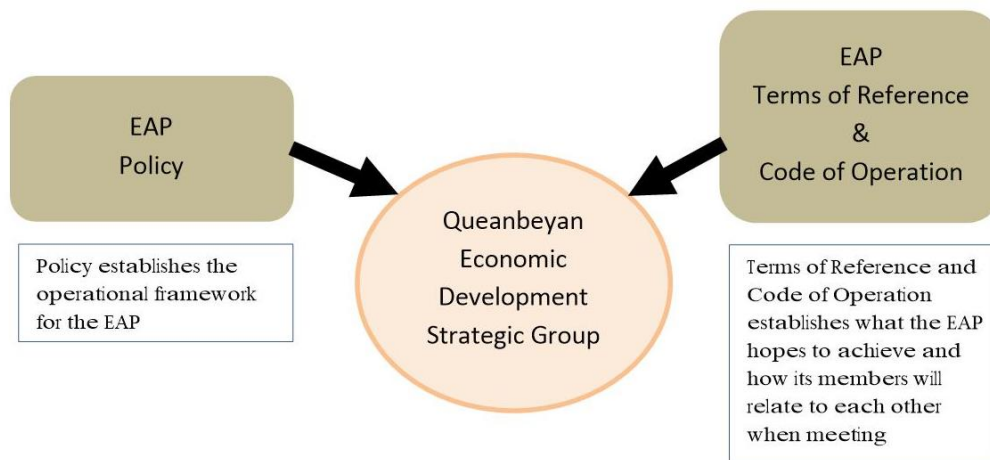 EAP
Policy
Policy establishes the
operational framework
for the EAP
Queanbeyan
Economic
Development
Strategic Group
EAP
Terms of Reference
&
Code of Operation
Terms of Reference and
Code of Operation
establishes what the EAP
hopes to achieve and
how its members will
relate to each other
when meeting